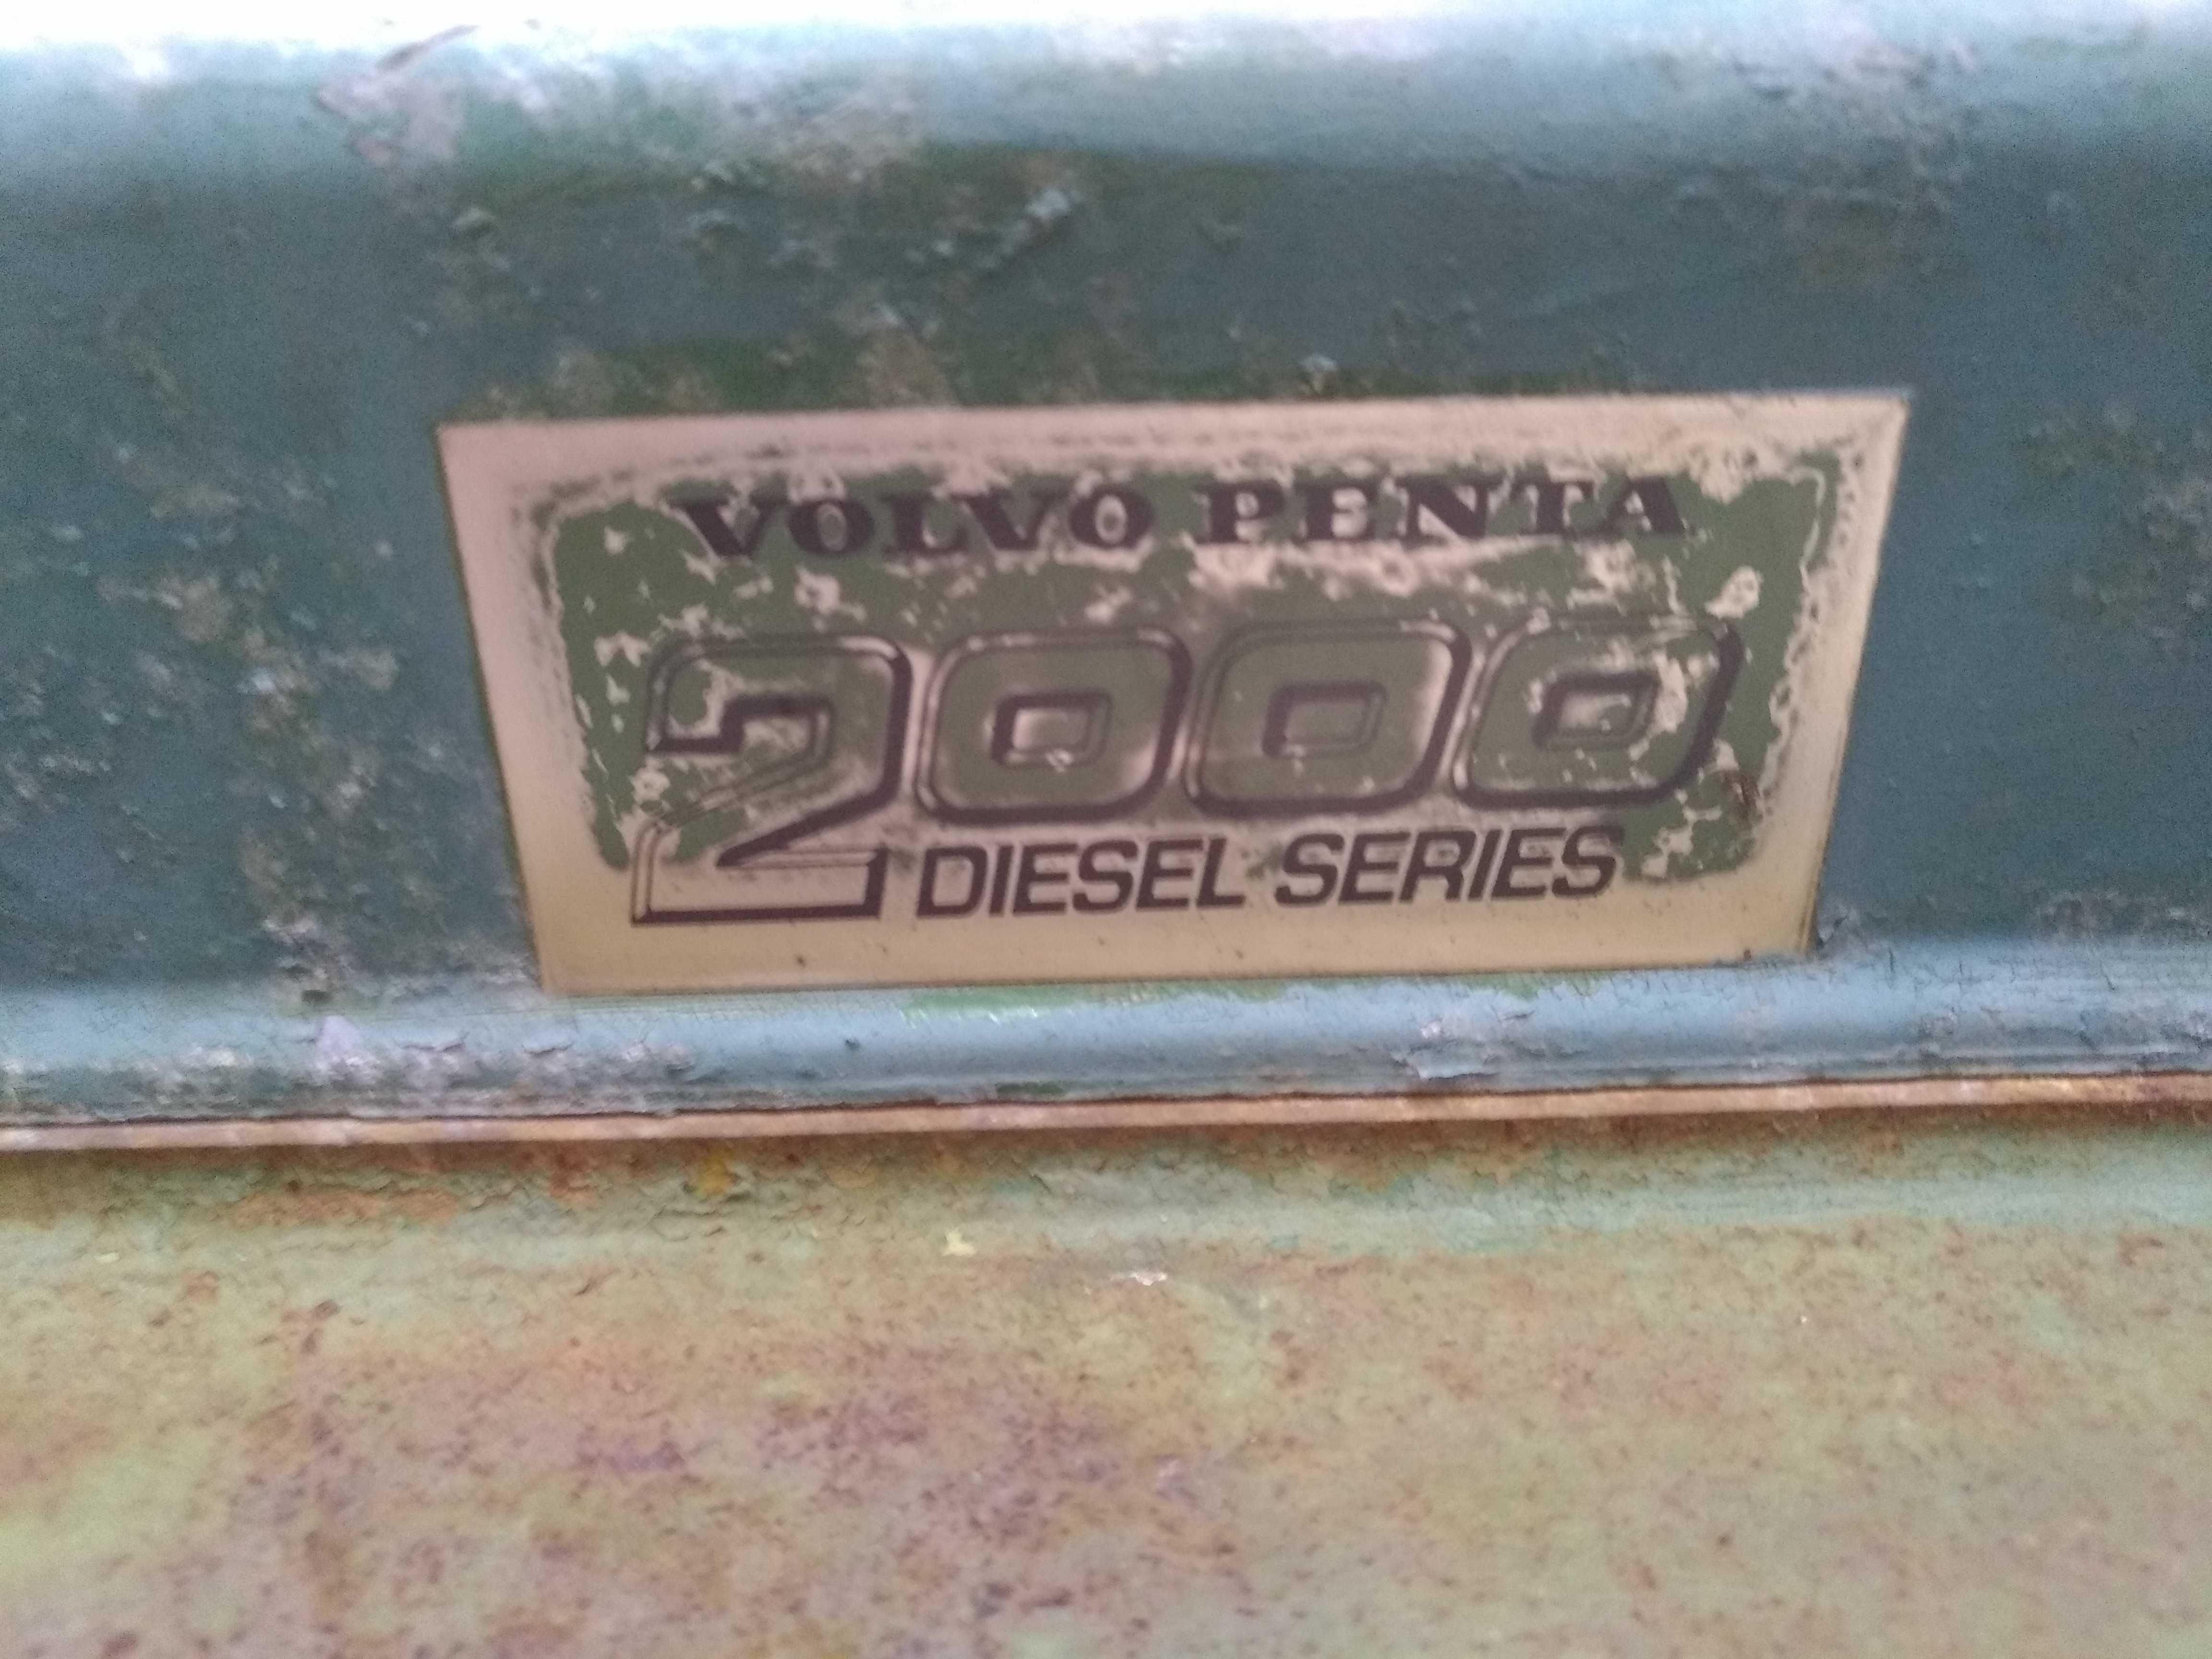 VOLVO PENTA
2000
DIESEL SERIES